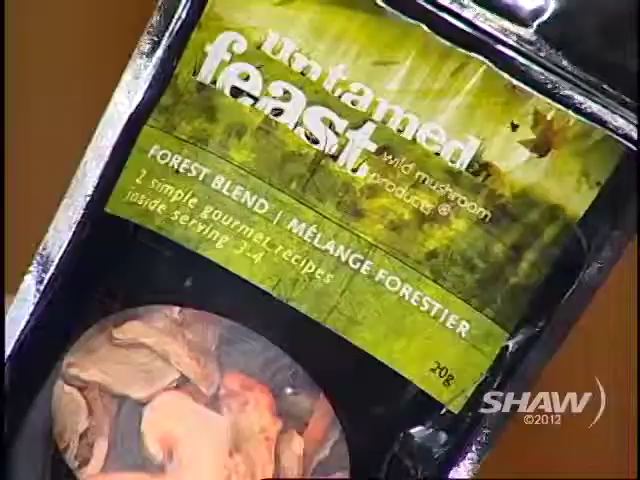 untamed
feast
wild mushroom
products ®
FOREST BLEND | MÉLANGE FORESTIER
2 simple gourmet recipes
inside serving 3-4
20g
SHAW)
©2012